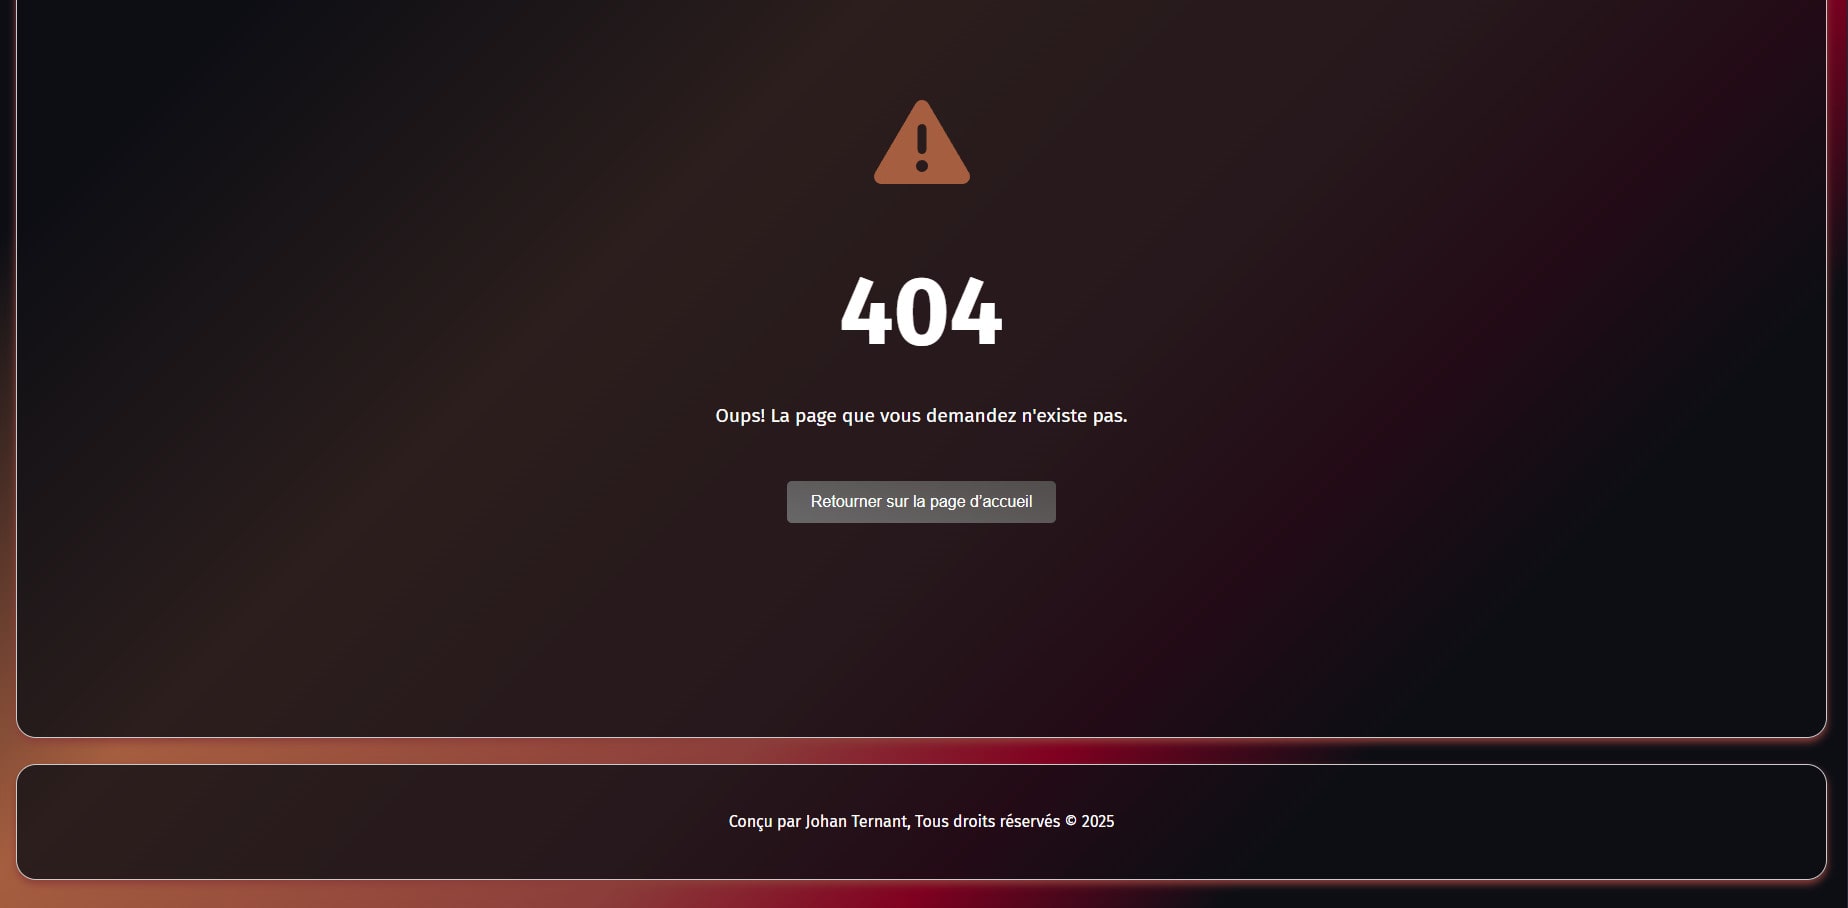 404
Oups! La page que vous demandez n'existe pas.
Retourner sur la page d’accueil
Conçu par Johan Ternant, Tous droits réservés © 2025